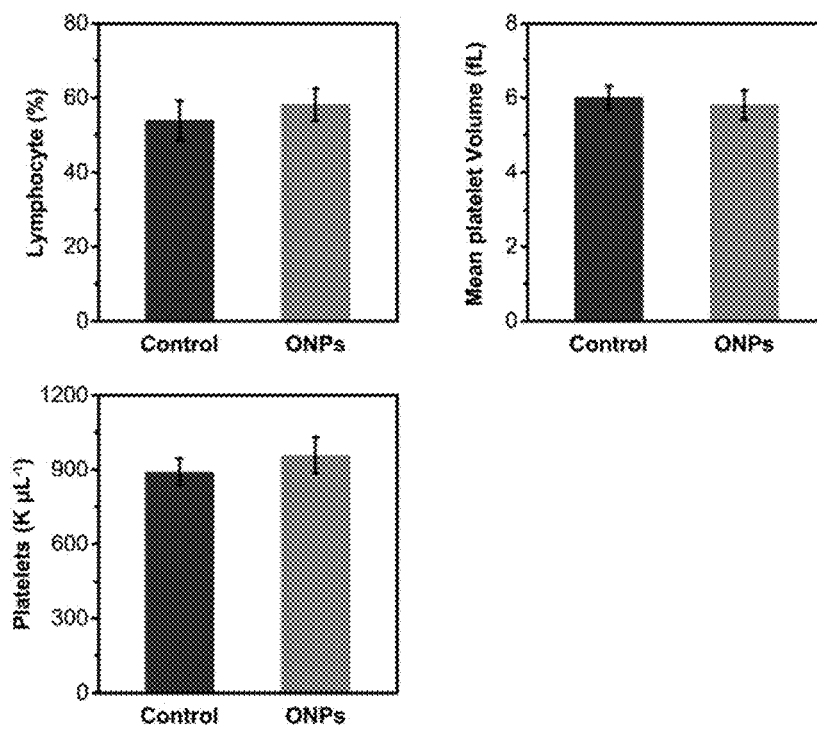 Lymphocyte (%)
80
60
40
20
0
Control ONPs
Mean platelet Volume (fL)
8
6
4
2
0
Control ONPs
Platelets (K μL⁻¹)
1200
900
600
300
0
Control ONPs